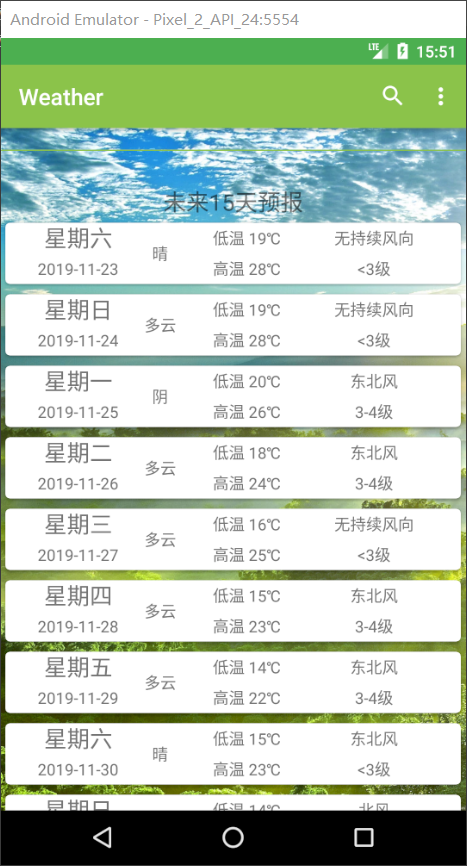 Android Emulator - Pixel_2_API_24:5554
LTE 15:51
Weather
未来15天预报
星期六 晴 低温 19℃ 无持续风向
2019-11-23 高温 28℃ <3级
星期日 多云 低温 19℃ 无持续风向
2019-11-24 高温 28℃ <3级
星期一 阴 低温 20℃ 东北风
2019-11-25 高温 26℃ 3-4级
星期二 多云 低温 18℃ 东北风
2019-11-26 高温 24℃ 3-4级
星期三 多云 低温 16℃ 无持续风向
2019-11-27 高温 25℃ <3级
星期四 多云 低温 15℃ 东北风
2019-11-28 高温 23℃ 3-4级
星期五 多云 低温 14℃ 东北风
2019-11-29 高温 22℃ 3-4级
星期六 晴 低温 15℃ 东北风
2019-11-30 高温 23℃ <3级
星期日 低温 14℃ 北风